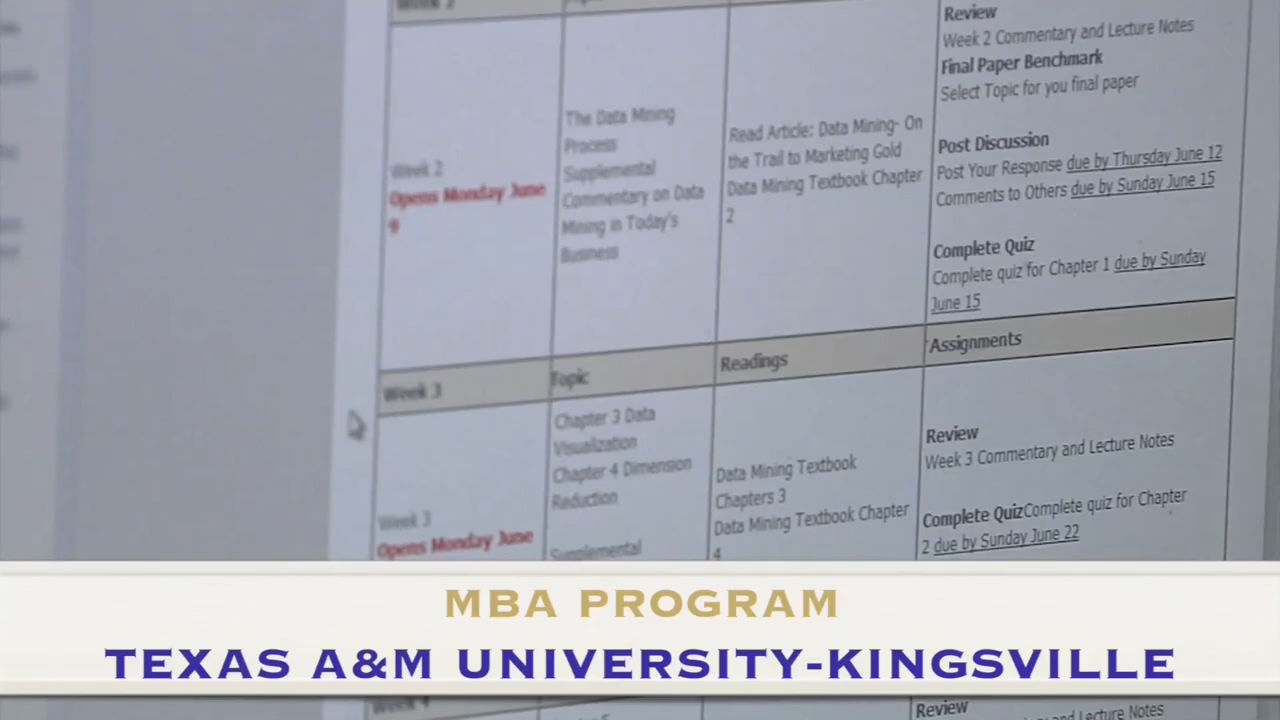 Week 2
Review
Week 2 Commentary and Lecture Notes
Final Paper Benchmark
Select Topic for you final paper
Week 2
Opens Monday June
9
The Data Mining
Process
Supplemental
Commentary on Data
Mining in Today's
Business
Read Article: Data Mining- On
the Trail to Marketing Gold
Data Mining Textbook Chapter
2
Post Discussion
Post Your Response due by Thursday June 12
Comments to Others due by Sunday June 15
Complete Quiz
Complete quiz for Chapter 1 due by Sunday
June 15
Week 3
Topic
Readings
Assignments
Week 3
Opens Monday June
Chapter 3 Data
Visualization
Chapter 4 Dimension
Reduction
Supplemental
Data Mining Textbook
Chapters 3
Data Mining Textbook Chapter
4
Review
Week 3 Commentary and Lecture Notes
Complete QuizComplete quiz for Chapter
2 due by Sunday June 22
MBA PROGRAM
TEXAS A&M UNIVERSITY-KINGSVILLE
Week 4
Review
Lecture Notes